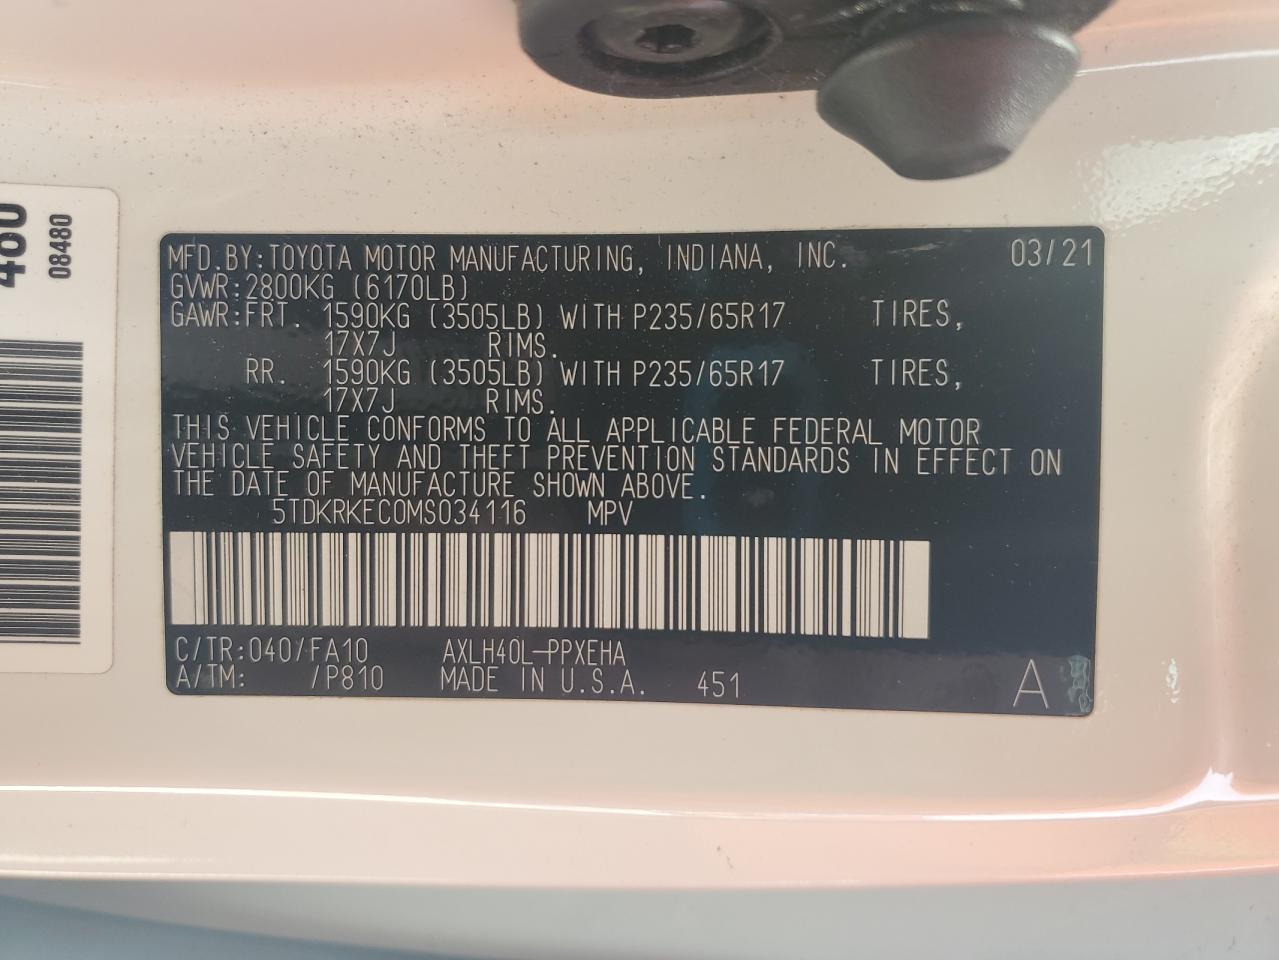 480
08480
MFD.BY:TOYOTA MOTOR MANUFACTURING, INDIANA, INC. 03/21
GVWR:2800KG (6170LB)
GAWR:FRT. 1590KG (3505LB) WITH P235/65R17 TIRES,
17X7J RIMS.
RR. 1590KG (3505LB) WITH P235/65R17 TIRES,
17X7J RIMS.
THIS VEHICLE CONFORMS TO ALL APPLICABLE FEDERAL MOTOR
VEHICLE SAFETY AND THEFT PREVENTION STANDARDS IN EFFECT ON
THE DATE OF MANUFACTURE SHOWN ABOVE.
5TDKRKEC0MS034116 MPV
C/TR:040/FA10 AXLH40L-PPXEHA
A/TM: /P810 MADE IN U.S.A. 451 A